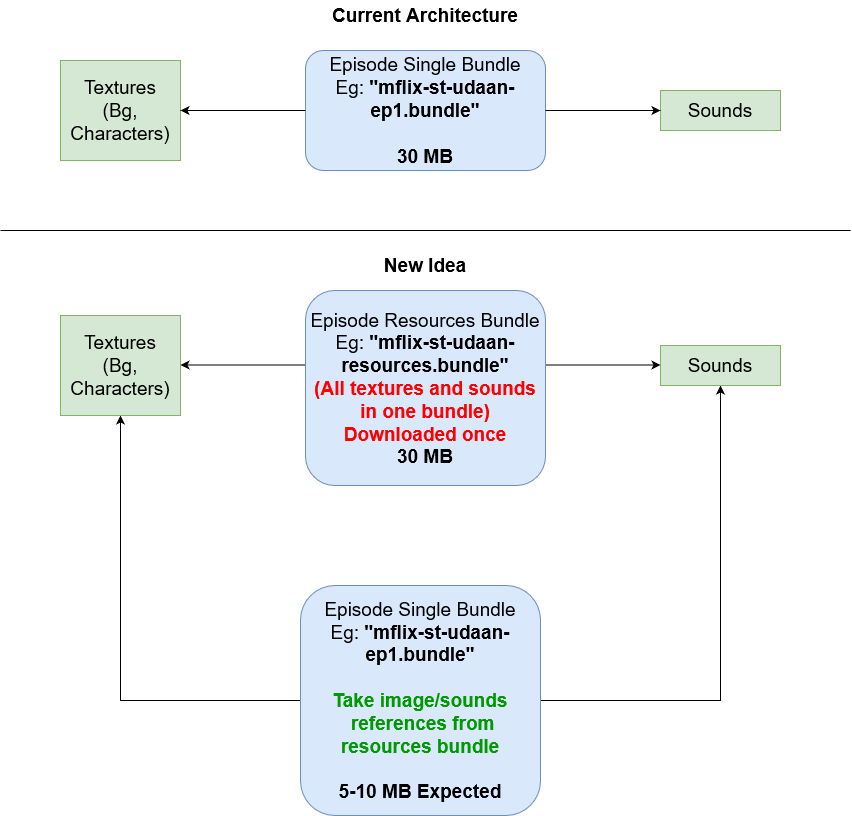 Current Architecture
Textures
(Bg,
Characters)
Episode Single Bundle
Eg: "mflix-st-udaan-
ep1.bundle"
30 MB
Sounds
New Idea
Textures
(Bg,
Characters)
Episode Resources Bundle
Eg: "mflix-st-udaan-
resources.bundle"
(All textures and sounds
in one bundle)
Downloaded once
30 MB
Sounds
Episode Single Bundle
Eg: "mflix-st-udaan-
ep1.bundle"
Take image/sounds
references from
resources bundle
5-10 MB Expected